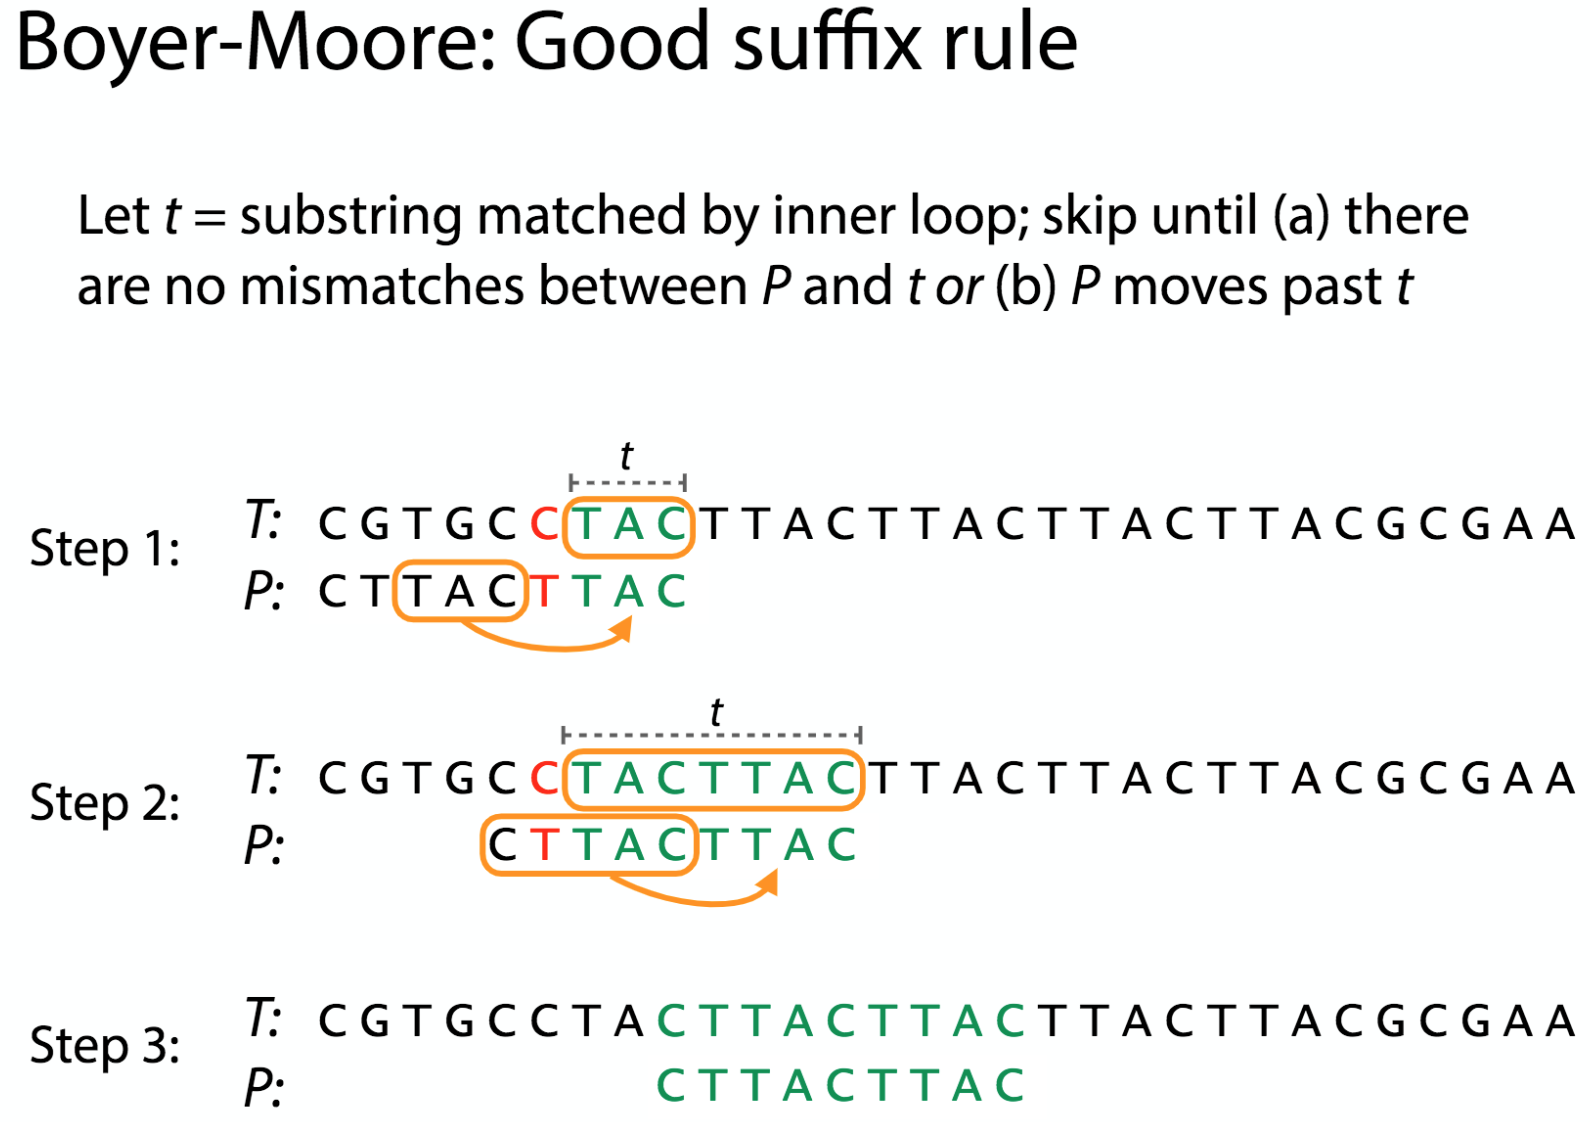 Boyer-Moore: Good suffix rule
Let t = substring matched by inner loop; skip until (a) there
are no mismatches between P and t or (b) P moves past t
t
Step 1:
T: C G T G C C T A C T T A C T T A C T T A C T T A C G C G A A
P: C T T A C T T A C
t
Step 2:
T: C G T G C C T A C T T A C T T A C T T A C T T A C G C G A A
P: C T T A C T T A C
Step 3:
T: C G T G C C T A C T T A C T T A C T T A C T T A C G C G A A
P: C T T A C T T A C